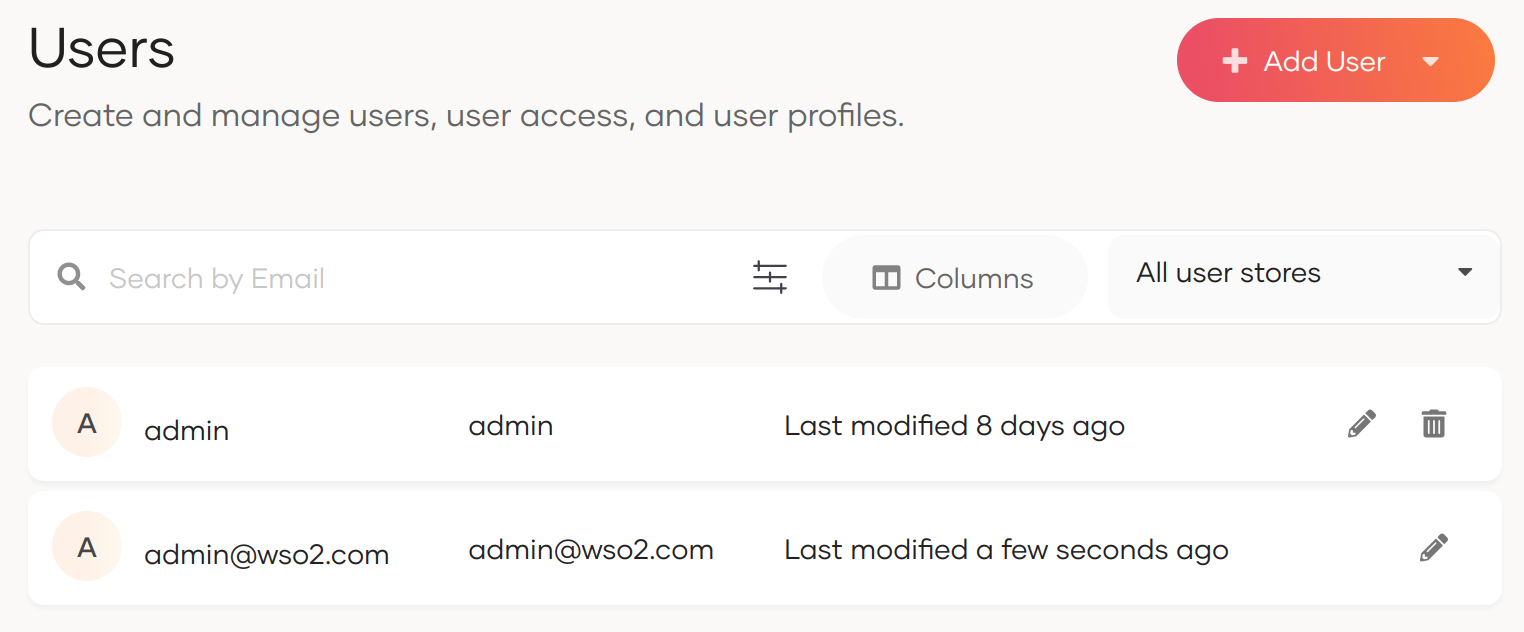 Users
Add User
Create and manage users, user access, and user profiles.
Search by Email
Columns
All user stores
A admin admin Last modified 8 days ago
A admin@wso2.com admin@wso2.com Last modified a few seconds ago